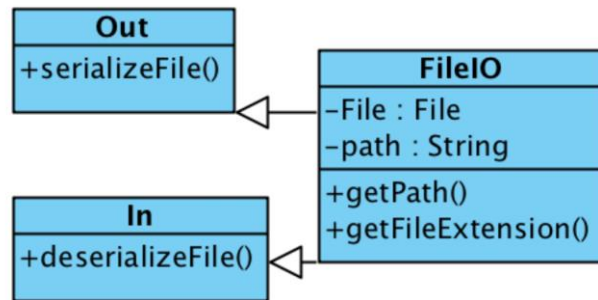 Out
+serializeFile()
FileIO
-File : File
-path : String
+getPath()
+getFileExtension()
In
+deserializeFile()